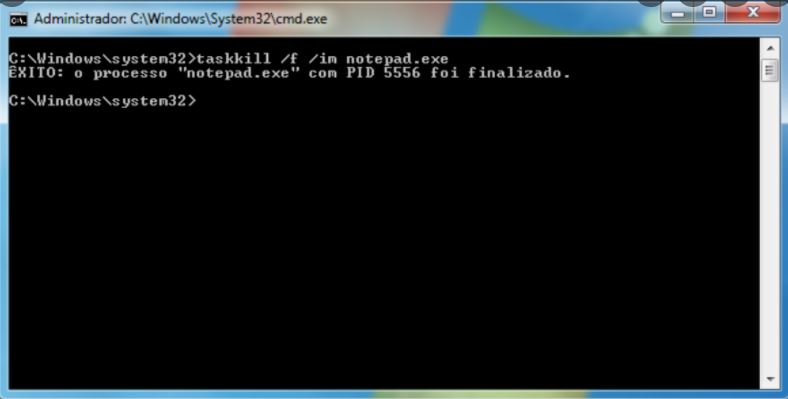 Administrador: C:\Windows\System32\cmd.exe
C:\Windows\system32>taskkill /f /im notepad.exe
ÊXITO: o processo "notepad.exe" com PID 5556 foi finalizado.
C:\Windows\system32>